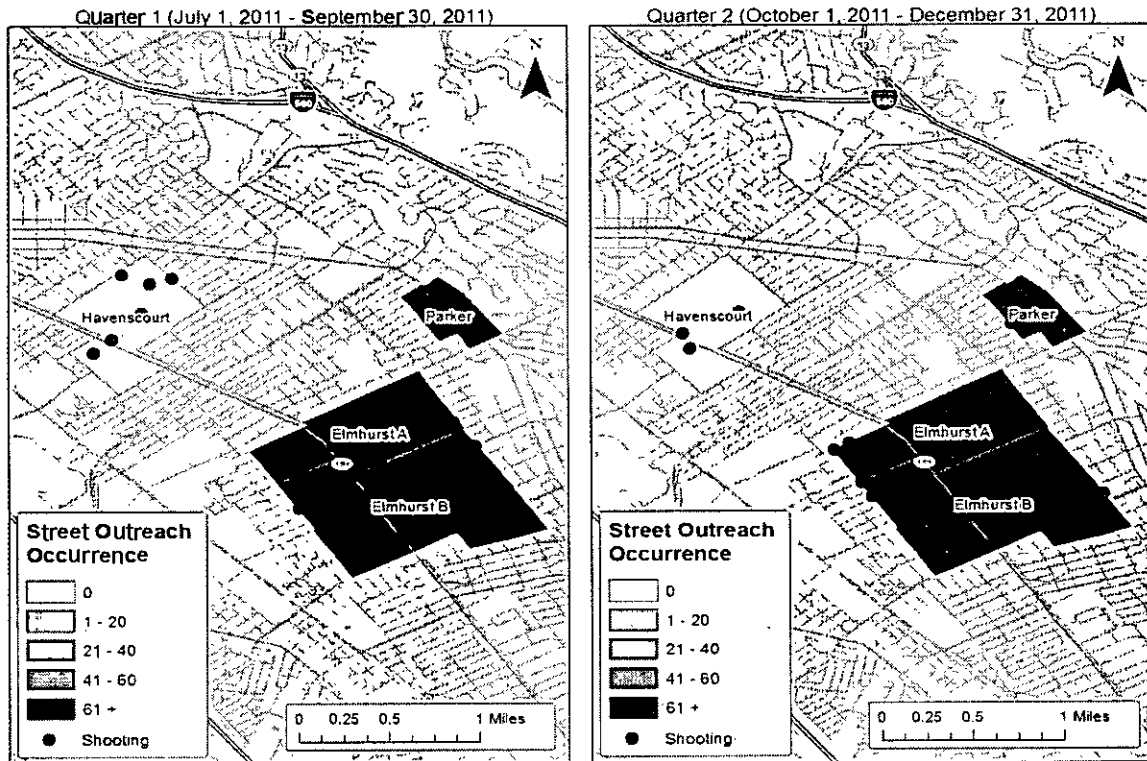 Quarter 1 (July 1, 2011 - September 30, 2011)
N
Havenscourt
Parker
Elmhurst A
Elmhurst B
Street Outreach
Occurrence
0
1 - 20
21 - 40
41 - 60
61 +
Shooting
0 0.25 0.5 1 Miles
Quarter 2 (October 1, 2011 - December 31, 2011)
N
Havenscourt
Parker
Elmhurst A
Elmhurst B
Street Outreach
Occurrence
0
1 - 20
21 - 40
41 - 60
61 +
Shooting
0 0.25 0.5 1 Miles